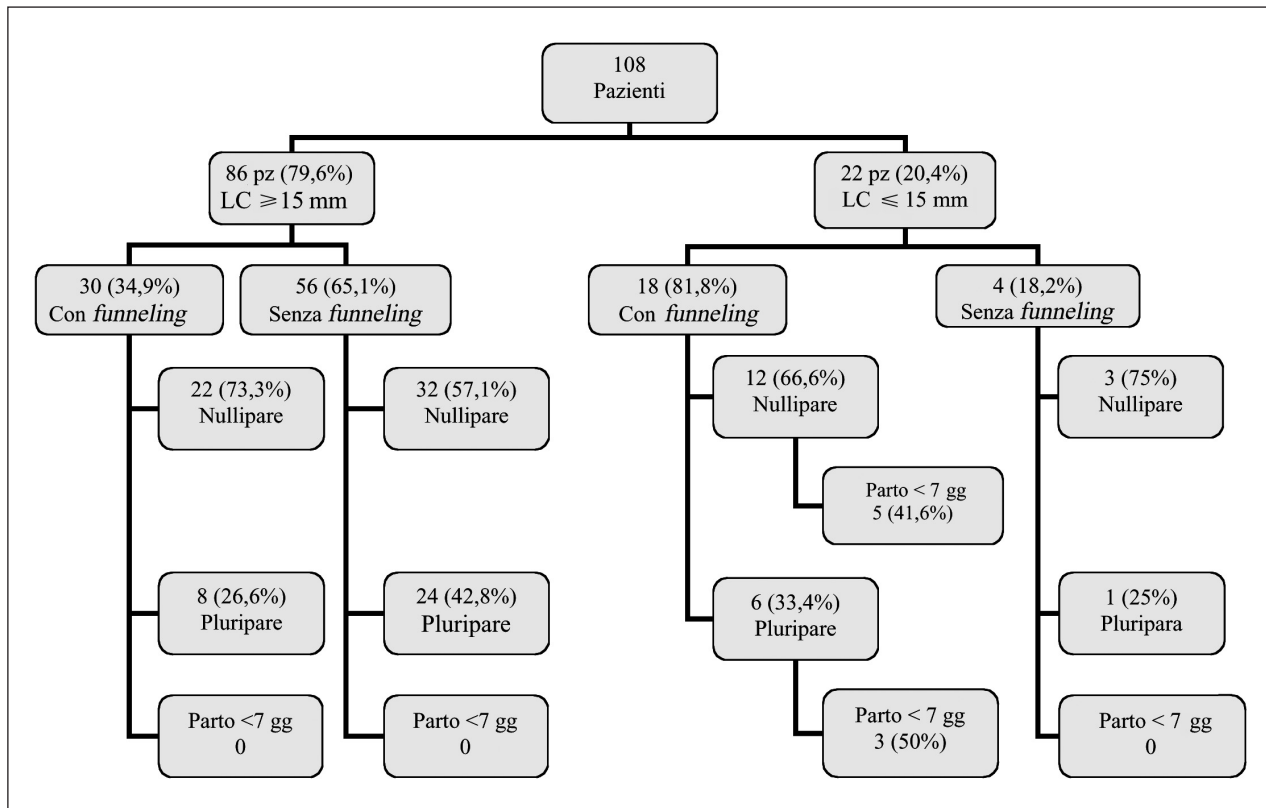 108
Pazienti
86 pz (79,6%)
LC ⩾ 15 mm
22 pz (20,4%)
LC ⩽ 15 mm
30 (34,9%)
Con funneling
56 (65,1%)
Senza funneling
18 (81,8%)
Con funneling
4 (18,2%)
Senza funneling
22 (73,3%)
Nullipare
32 (57,1%)
Nullipare
12 (66,6%)
Nullipare
3 (75%)
Nullipare
Parto < 7 gg
5 (41,6%)
8 (26,6%)
Pluripare
24 (42,8%)
Pluripare
6 (33,4%)
Pluripare
1 (25%)
Pluripara
Parto <7 gg
0
Parto <7 gg
0
Parto < 7 gg
3 (50%)
Parto < 7 gg
0